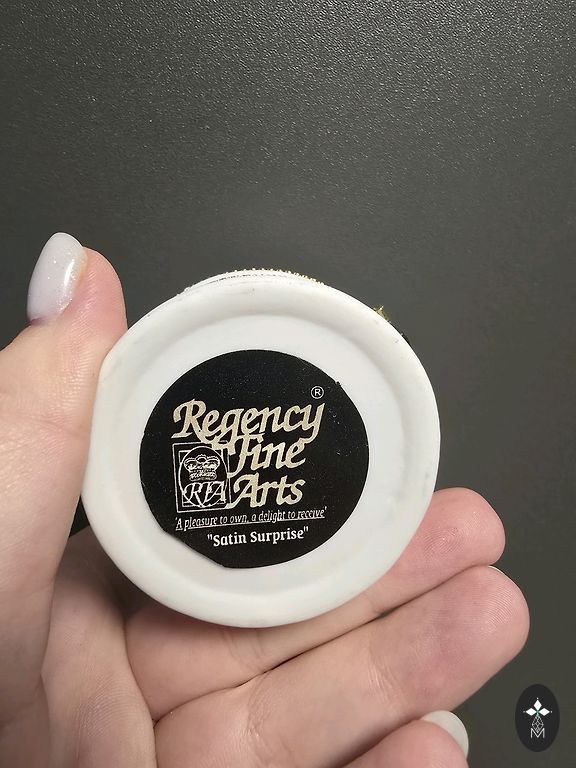 ®
Regency
Fine
RFA Arts
'A pleasure to own, a delight to receive'
"Satin Surprise"
M